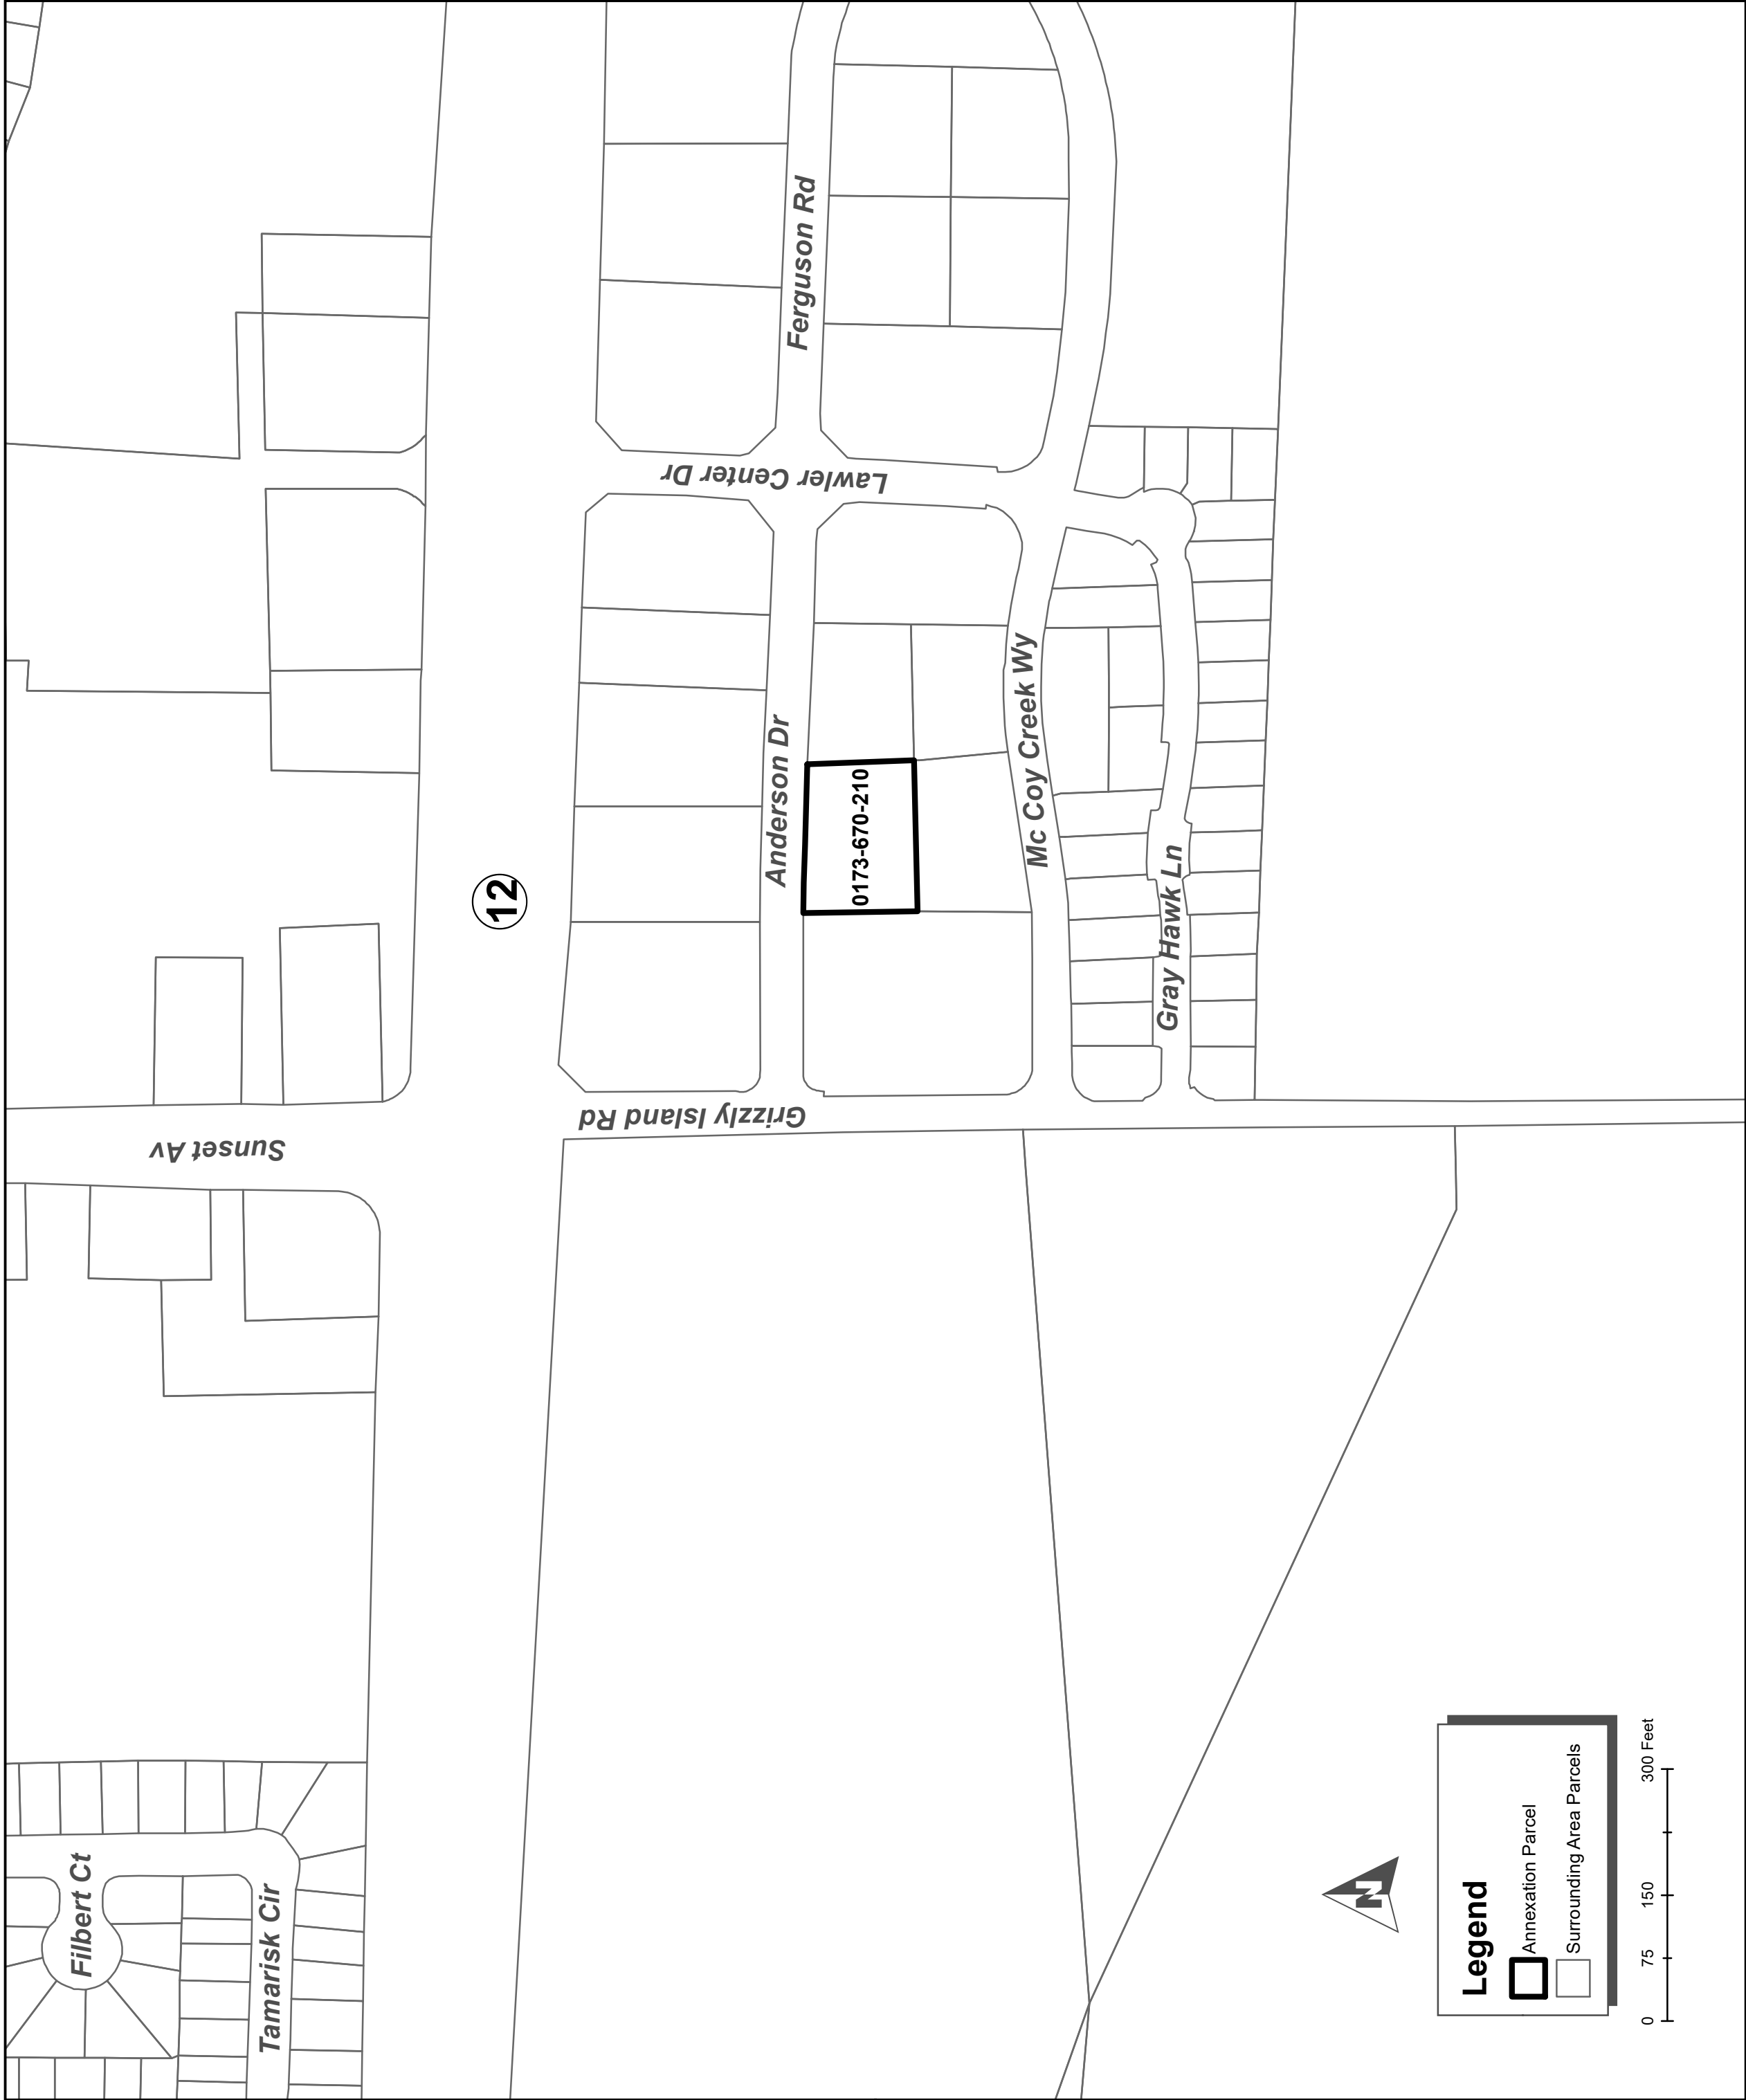 Filbert Ct
Tamarisk Cir
Sunset Av
Grizzly Island Rd
12
Lawler Center Dr
Ferguson Rd
Anderson Dr
0173-670-210
Mc Coy Creek Wy
Gray Hawk Ln
N
Legend
Annexation Parcel
Surrounding Area Parcels
0 75 150 300 Feet